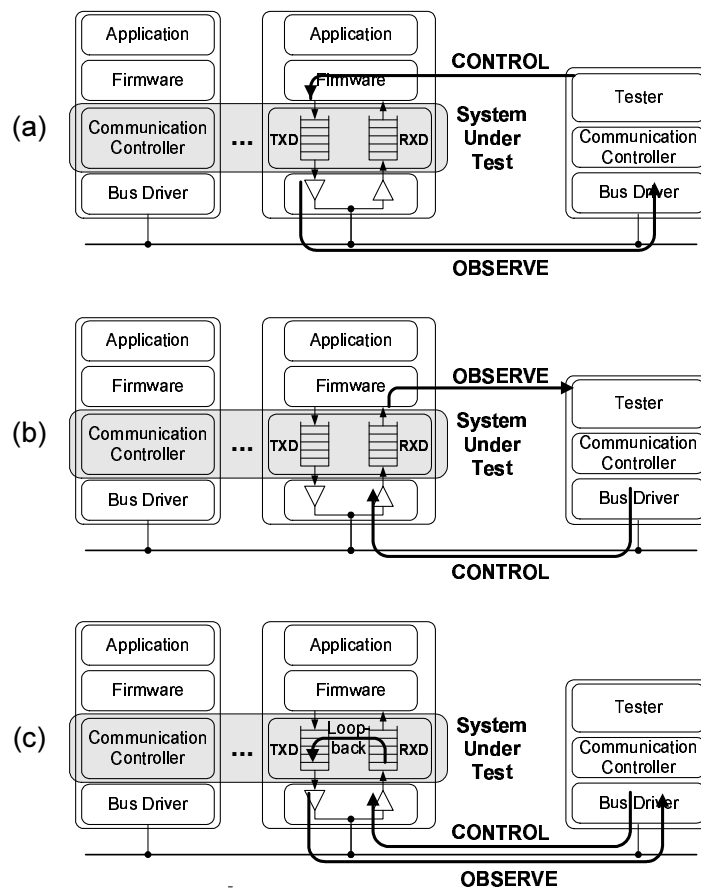 Application
Application
CONTROL
Firmware
Firmware
Tester
(a)
Communication
Controller
...
TXD
RXD
System
Under
Test
Communication
Controller
Bus Driver
Bus Driver
OBSERVE
Application
Application
OBSERVE
Firmware
Firmware
Tester
(b)
Communication
Controller
...
TXD
RXD
System
Under
Test
Communication
Controller
Bus Driver
Bus Driver
CONTROL
Application
Application
Firmware
Firmware
Tester
(c)
Communication
Controller
...
TXD
Loop-
back
RXD
System
Under
Test
Communication
Controller
Bus Driver
Bus Driver
CONTROL
OBSERVE